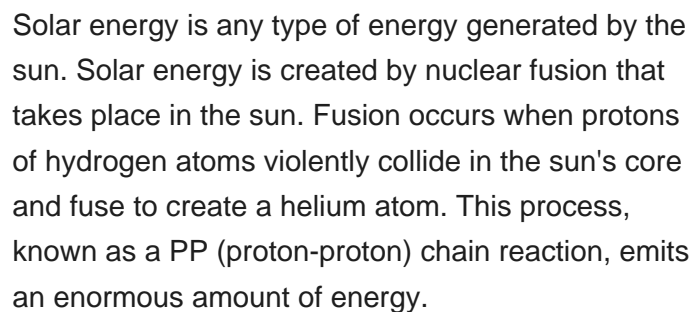 Solar energy is any type of energy generated by the
sun. Solar energy is created by nuclear fusion that
takes place in the sun. Fusion occurs when protons
of hydrogen atoms violently collide in the sun's core
and fuse to create a helium atom. This process,
known as a PP (proton-proton) chain reaction, emits
an enormous amount of energy.